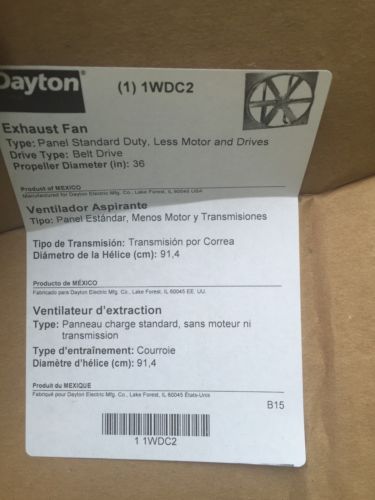 Dayton®
(1) 1WDC2
Exhaust Fan
Type: Panel Standard Duty, Less Motor and Drives
Drive Type: Belt Drive
Propeller Diameter (in): 36
Product of MEXICO
Manufactured for Dayton Electric Mfg. Co., Lake Forest, IL 60045 USA
Ventilador Aspirante
Tipo: Panel Estándar, Menos Motor y Transmisiones
Tipo de Transmisión: Transmisión por Correa
Diámetro de la Hélice (cm): 91,4
Producto de MÉXICO
Fabricado para Dayton Electric Mfg. Co., Lake Forest, IL 60045 EE. UU.
Ventilateur d'extraction
Type: Panneau charge standard, sans moteur ni
transmission
Type d'entraînement: Courroie
Diamètre d'hélice (cm): 91,4
Produit du MEXIQUE
Fabriqué pour Dayton Electric Mfg. Co., Lake Forest, IL 60045 États-Unis
B15
1 1WDC2